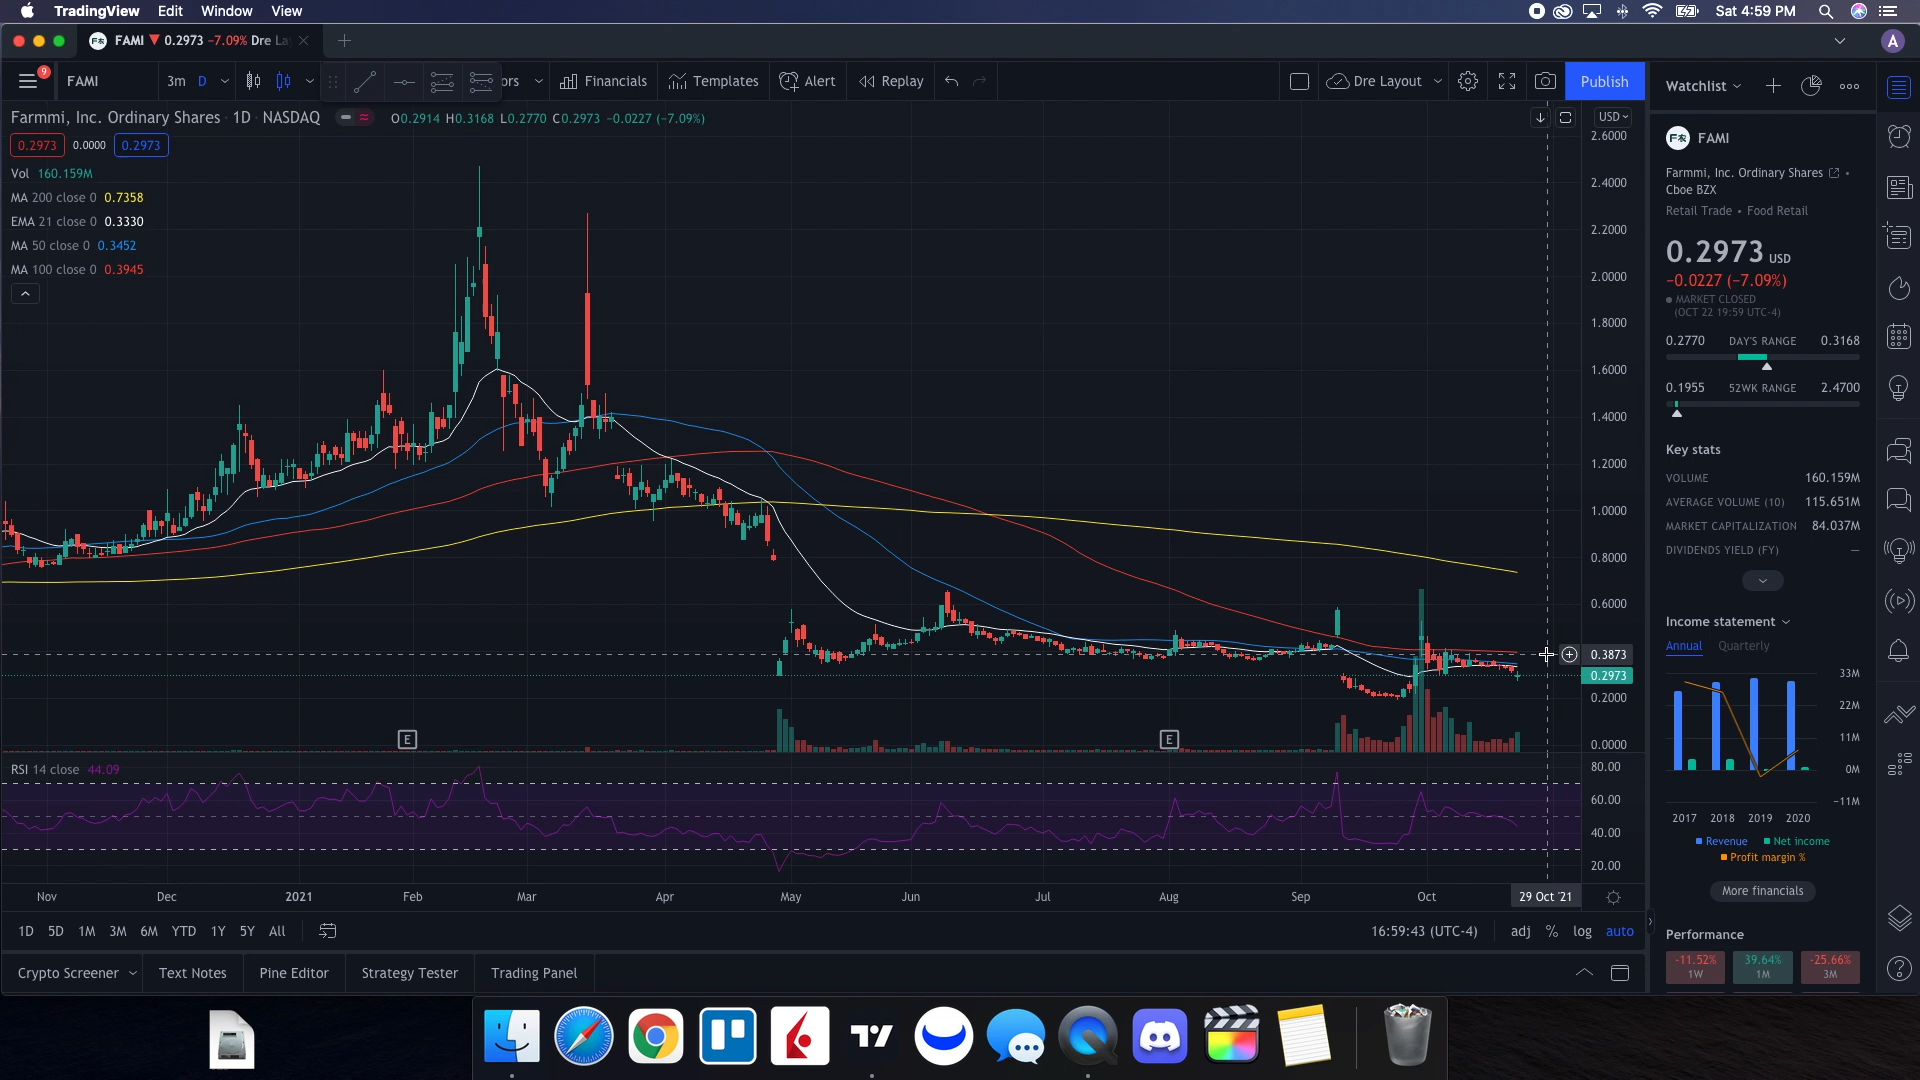 TradingView Edit Window View Sat 4:59 PM
FAMI ▼ 0.2973 −7.09% Dre La A
9 FAMI 3m D ors Financials Templates Alert Replay Dre Layout Publish
Watchlist
Farmmi, Inc. Ordinary Shares · 1D · NASDAQ O0.2914 H0.3168 L0.2770 C0.2973 −0.0227 (−7.09%)
0.2973 0.0000 0.2973
Vol 160.159M
MA 200 close 0 0.7358
EMA 21 close 0 0.3330
MA 50 close 0 0.3452
MA 100 close 0 0.3945
USD
2.6000
2.4000
2.2000
2.0000
1.8000
1.6000
1.4000
1.2000
1.0000
0.8000
0.6000
0.3873
0.2973
0.2000
0.0000
E E
RSI 14 close 44.09
80.00
60.00
40.00
20.00
Nov Dec 2021 Feb Mar Apr May Jun Jul Aug Sep Oct 29 Oct '21
1D 5D 1M 3M 6M YTD 1Y 5Y All 16:59:43 (UTC-4) adj % log auto
Crypto Screener Text Notes Pine Editor Strategy Tester Trading Panel
FAMI
Farmmi, Inc. Ordinary Shares •
Cboe BZX
Retail Trade • Food Retail
0.2973 USD
−0.0227 (−7.09%)
MARKET CLOSED
(OCT 22 19:59 UTC-4)
0.2770 DAY'S RANGE 0.3168
0.1955 52WK RANGE 2.4700
Key stats
VOLUME 160.159M
AVERAGE VOLUME (10) 115.651M
MARKET CAPITALIZATION 84.037M
DIVIDENDS YIELD (FY) —
Income statement
Annual Quarterly
33M
22M
11M
0M
−11M
2017 2018 2019 2020
Revenue Net income
Profit margin %
More financials
Performance
-11.52% 39.64% -25.66%
1W 1M 3M